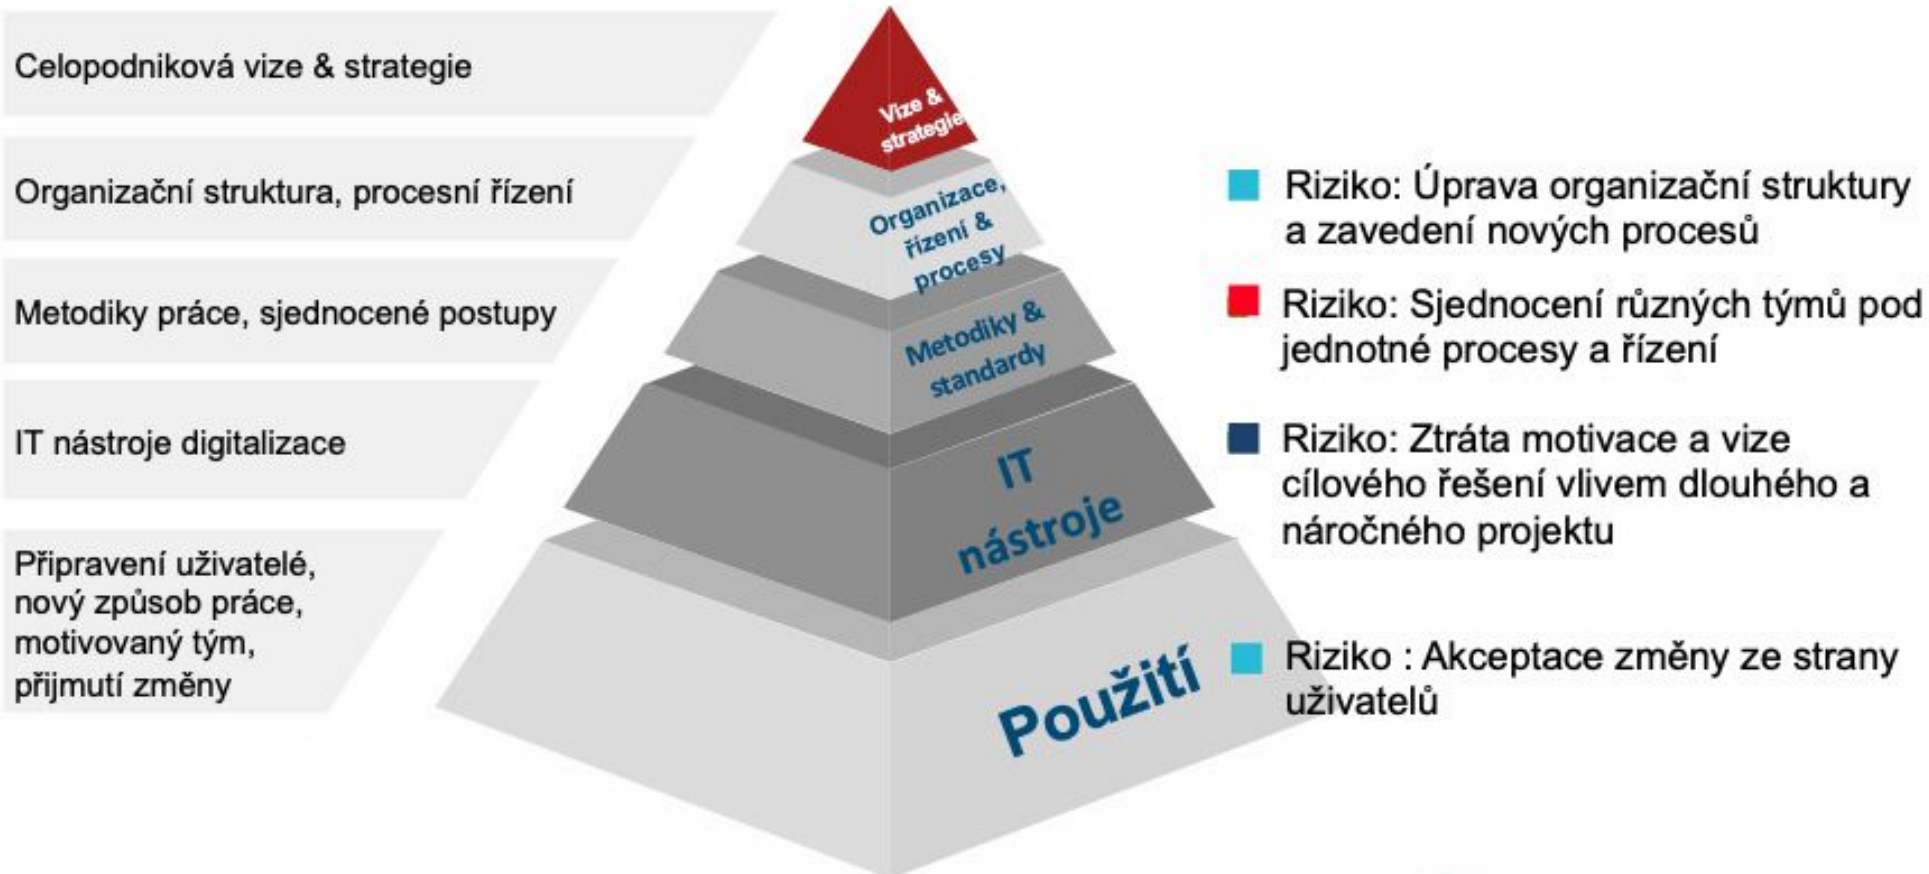 Celopodniková vize & strategie
Organizační struktura, procesní řízení
Metodiky práce, sjednocené postupy
IT nástroje digitalizace
Připravení uživatelé,
nový způsob práce,
motivovaný tým,
přijmutí změny
Vize &
strategie
Organizace,
řízení &
procesy
Metodiky &
standardy
IT
nástroje
Použití
Riziko: Úprava organizační struktury
a zavedení nových procesů
Riziko: Sjednocení různých týmů pod
jednotné procesy a řízení
Riziko: Ztráta motivace a vize
cílového řešení vlivem dlouhého a
náročného projektu
Riziko : Akceptace změny ze strany
uživatelů